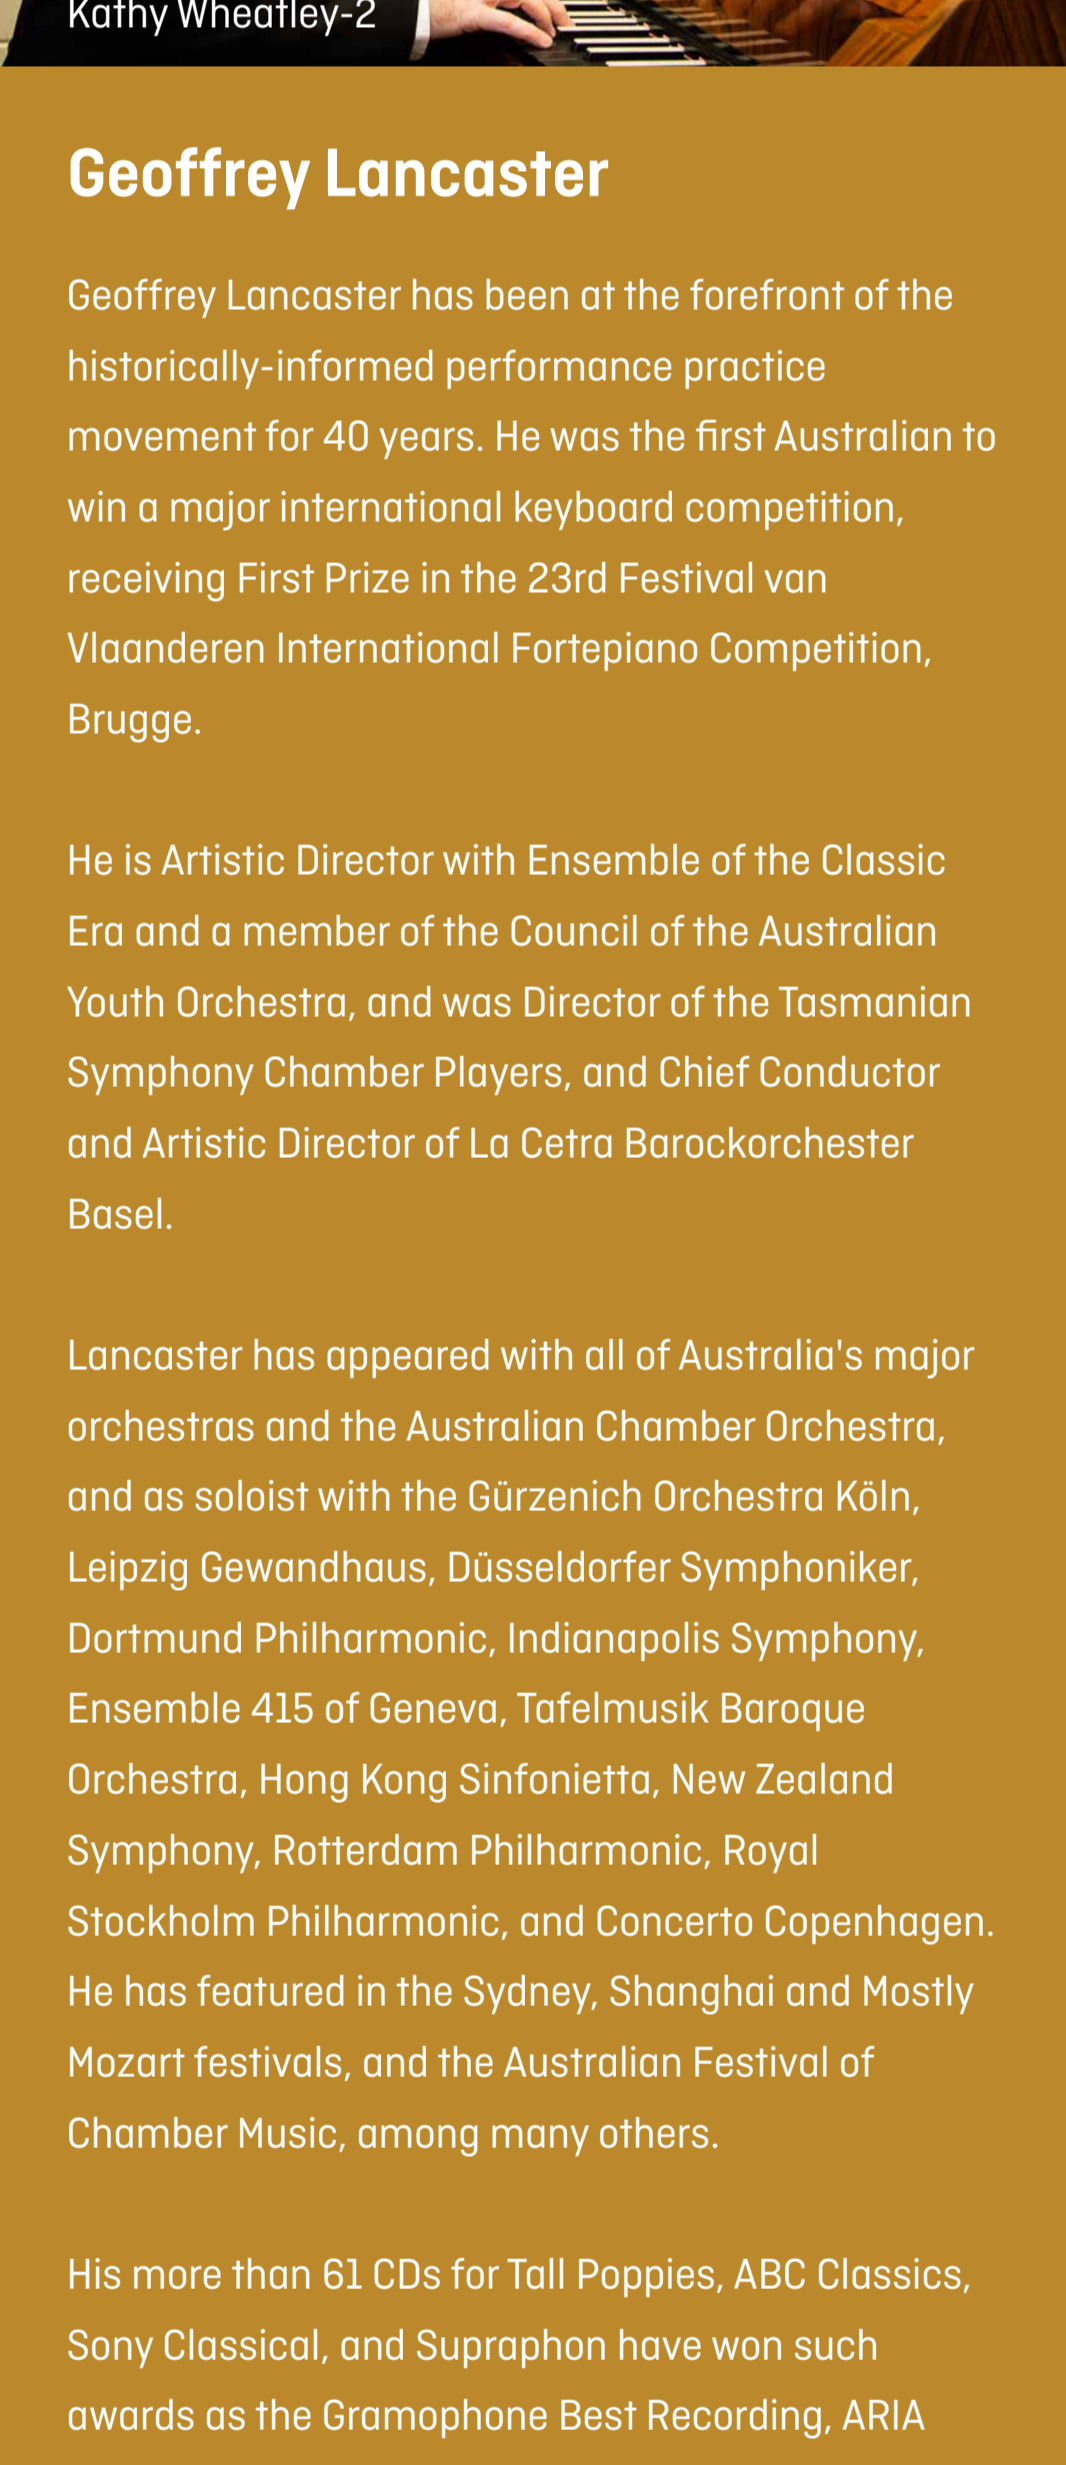 Kathy Wheatley-2
Geoffrey Lancaster
Geoffrey Lancaster has been at the forefront of the
historically-informed performance practice
movement for 40 years. He was the first Australian to
win a major international keyboard competition,
receiving First Prize in the 23rd Festival van
Vlaanderen International Fortepiano Competition,
Brugge.
He is Artistic Director with Ensemble of the Classic
Era and a member of the Council of the Australian
Youth Orchestra, and was Director of the Tasmanian
Symphony Chamber Players, and Chief Conductor
and Artistic Director of La Cetra Barockorchester
Basel.
Lancaster has appeared with all of Australia's major
orchestras and the Australian Chamber Orchestra,
and as soloist with the Gürzenich Orchestra Köln,
Leipzig Gewandhaus, Düsseldorfer Symphoniker,
Dortmund Philharmonic, Indianapolis Symphony,
Ensemble 415 of Geneva, Tafelmusik Baroque
Orchestra, Hong Kong Sinfonietta, New Zealand
Symphony, Rotterdam Philharmonic, Royal
Stockholm Philharmonic, and Concerto Copenhagen.
He has featured in the Sydney, Shanghai and Mostly
Mozart festivals, and the Australian Festival of
Chamber Music, among many others.
His more than 61 CDs for Tall Poppies, ABC Classics,
Sony Classical, and Supraphon have won such
awards as the Gramophone Best Recording, ARIA